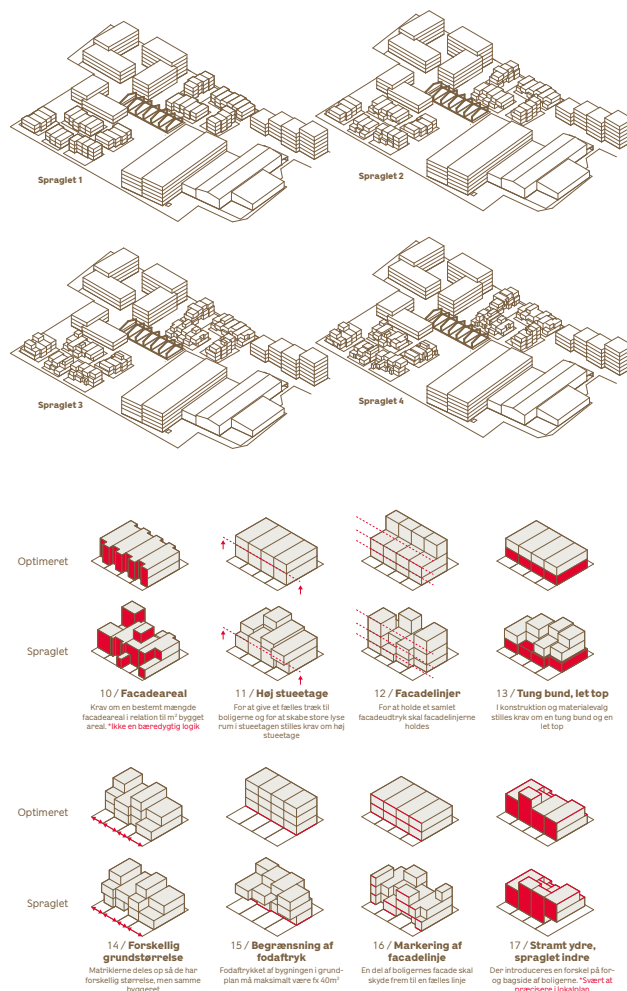 Spraglet 1
Spraglet 2
Spraglet 3
Spraglet 4
Optimeret
Spraglet
10 / Facadeareal
Krav om en bestemt mængde
facadeareal i relation til m² bygget
areal. *Ikke en bæredygtig logik
11 / Høj stueetage
For at give et fælles træk til
boligerne og for at skabe store lyse
rum i stueetagen stilles krav om høj
stueetage
12 / Facadelinjer
For at holde et samlet
facadeudtryk skal facadelinjerne
holdes
13 / Tung bund, let top
I konstruktion og materialevalg
stilles krav om en tung bund og en
let top
Optimeret
Spraglet
14 / Forskellig
grundstørrelse
Matriklerne deles op så de har
forskellig størrelse, men samme
byggeret
15 / Begrænsning af
fodaftryk
Fodaftrykket af bygningen i grund-
plan må maksimalt være fx 40m²
16 / Markering af
facadelinje
En del af boligernes facade skal
skyde frem til en fælles linje
17 / Stramt ydre,
spraglet indre
Der introduceres en forskel på for-
og bagside af boligerne. *Svært at
præcisere i lokalplan